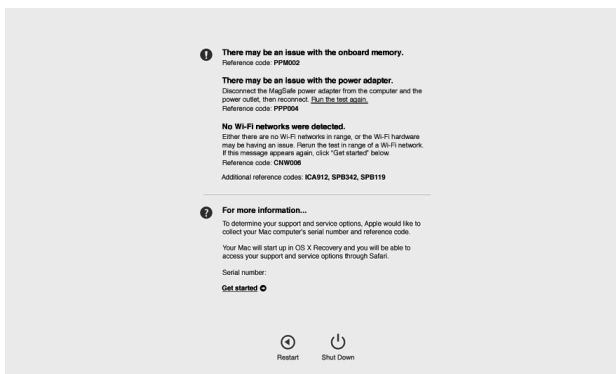 There may be an issue with the onboard memory.
Reference code: PPM002
There may be an issue with the power adapter.
Disconnect the MagSafe power adapter from the computer and the
power outlet, then reconnect. Run the test again.
Reference code: PPP004
No Wi-Fi networks were detected.
Either there are no Wi-Fi networks in range, or the Wi-Fi hardware
may be having an issue. Rerun the test in range of a Wi-Fi network.
If this message appears again, click "Get started" below
Reference code: CNW006
Additional reference codes: ICA912, SPB342, SPB119
For more information...
To determine your support and service options, Apple would like to
collect your Mac computer's serial number and reference code.
Your Mac will start up in OS X Recovery and you will be able to
access your support and service options through Safari.
Serial number:
Get started
Restart Shut Down